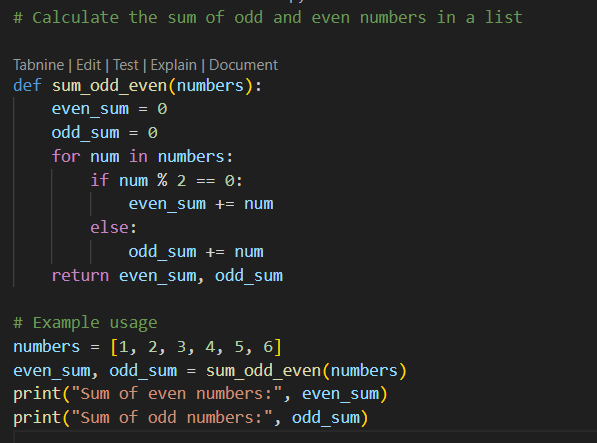 # Calculate the sum of odd and even numbers in a list
Tabnine | Edit | Test | Explain | Document
def sum_odd_even(numbers):
    even_sum = 0
    odd_sum = 0
    for num in numbers:
        if num % 2 == 0:
            even_sum += num
        else:
            odd_sum += num
    return even_sum, odd_sum
# Example usage
numbers = [1, 2, 3, 4, 5, 6]
even_sum, odd_sum = sum_odd_even(numbers)
print("Sum of even numbers:", even_sum)
print("Sum of odd numbers:", odd_sum)